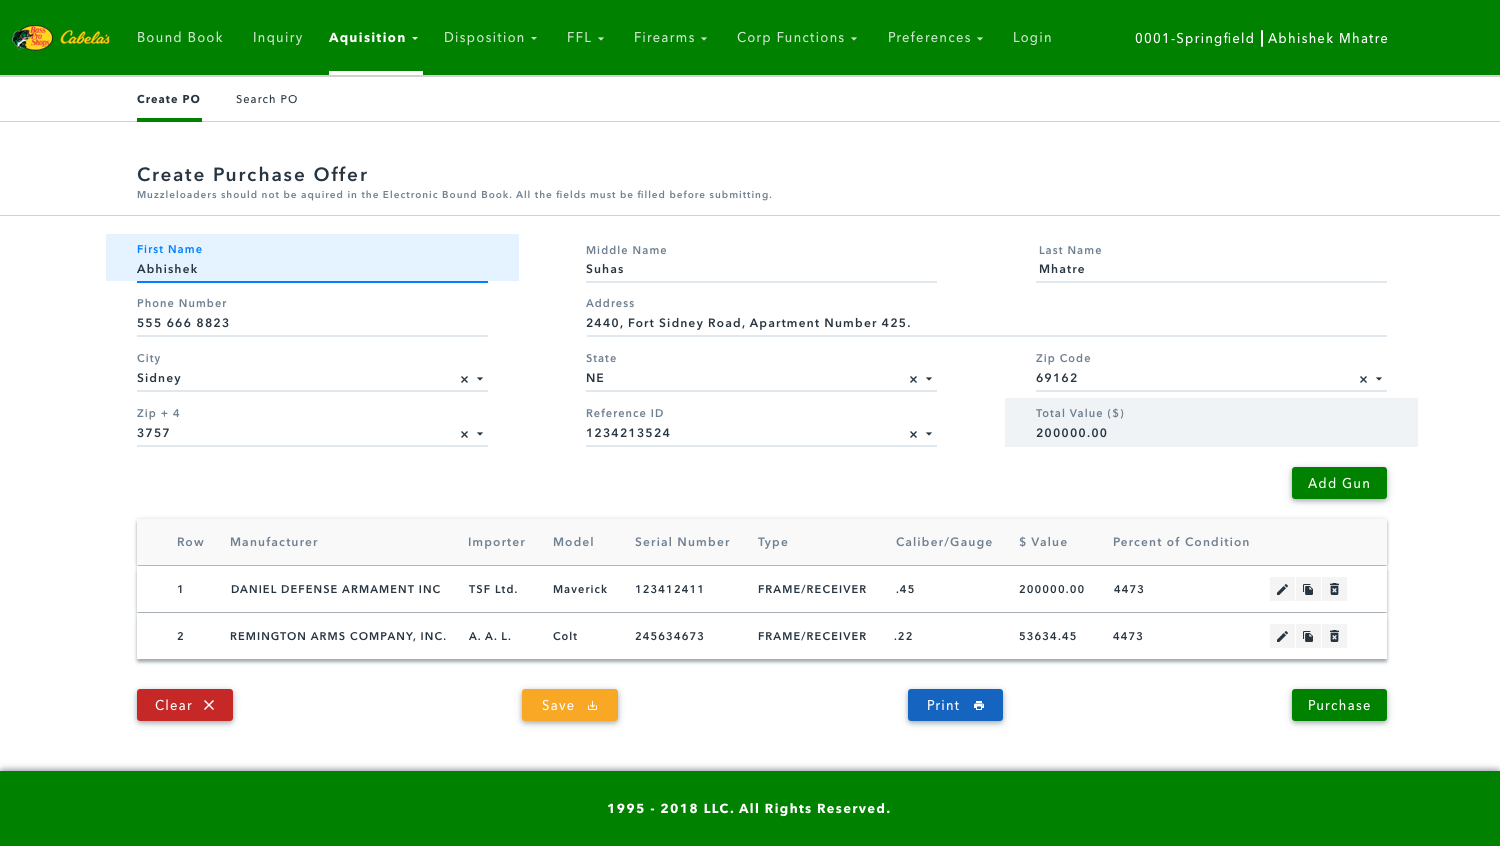 Bass Pro Shops Cabela's Bound Book Inquiry Aquisition Disposition FFL Firearms Corp Functions Preferences Login 0001-Springfield Abhishek Mhatre
Create PO Search PO
Create Purchase Offer
Muzzleloaders should not be aquired in the Electronic Bound Book. All the fields must be filled before submitting.
First Name Middle Name Last Name
Abhishek Suhas Mhatre
Phone Number Address
555 666 8823 2440, Fort Sidney Road, Apartment Number 425.
City State Zip Code
Sidney NE 69162
Zip + 4 Reference ID Total Value ($)
3757 1234213524 200000.00
Add Gun
Row Manufacturer Importer Model Serial Number Type Caliber/Gauge $ Value Percent of Condition
1 DANIEL DEFENSE ARMAMENT INC TSF Ltd. Maverick 123412411 FRAME/RECEIVER .45 200000.00 4473
2 REMINGTON ARMS COMPANY, INC. A. A. L. Colt 245634673 FRAME/RECEIVER .22 53634.45 4473
Clear Save Print Purchase
1995 - 2018 LLC. All Rights Reserved.